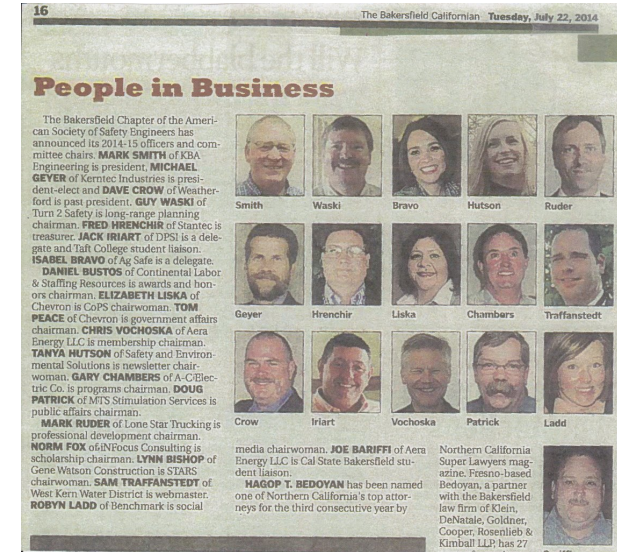 16
The Bakersfield Californian Tuesday, July 22, 2014
People in Business
The Bakersfield Chapter of the Ameri-
can Society of Safety Engineers has
announced its 2014-15 officers and com-
mittee chairs. MARK SMITH of KBA
Engineering is president, MICHAEL
GEYER of Kerntec Industries is presi-
dent-elect and DAVE CROW of Weather-
ford is past president. GUY WASKI of
Turn 2 Safety is long-range planning
chairman. FRED HRENCHIR of Stantec is
treasurer. JACK IRIART of DPSI is a dele-
gate and Taft College student liaison.
ISABEL BRAVO of Ag Safe is a delegate.
DANIEL BUSTOS of Continental Labor
& Staffing Resources is awards and hon-
ors chairman. ELIZABETH LISKA of
Chevron is CoPS chairwoman. TOM
PEACE of Chevron is government affairs
chairman. CHRIS VOCHOSKA of Aera
Energy LLC is membership chairman.
TANYA HUTSON of Safety and Environ-
mental Solutions is newsletter chair-
woman. GARY CHAMBERS of A-C Elec-
tric Co. is programs chairman. DOUG
PATRICK of MTS Stimulation Services is
public affairs chairman.
MARK RUDER of Lone Star Trucking is
professional development chairman.
NORM FOX of INFocus Consulting is
scholarship chairman. LYNN BISHOP of
Gene Watson Construction is STARS
chairwoman. SAM TRAFFANSTEDT of
West Kern Water District is webmaster.
ROBYN LADD of Benchmark is social
Smith Waski Bravo Hutson Ruder
Geyer Hrenchir Liska Chambers Traffanstedt
Crow Iriart Vochoska Patrick Ladd
media chairwoman. JOE BARIFFI of Aera
Energy LLC is Cal State Bakersfield stu-
dent liaison.
HAGOP T. BEDOYAN has been named
one of Northern California's top attor-
neys for the third consecutive year by
Northern California
Super Lawyers mag-
azine. Fresno-based
Bedoyan, a partner
with the Bakersfield
law firm of Klein,
DeNatale, Goldner,
Cooper, Rosenlieb &
Kimball LLP, has 27